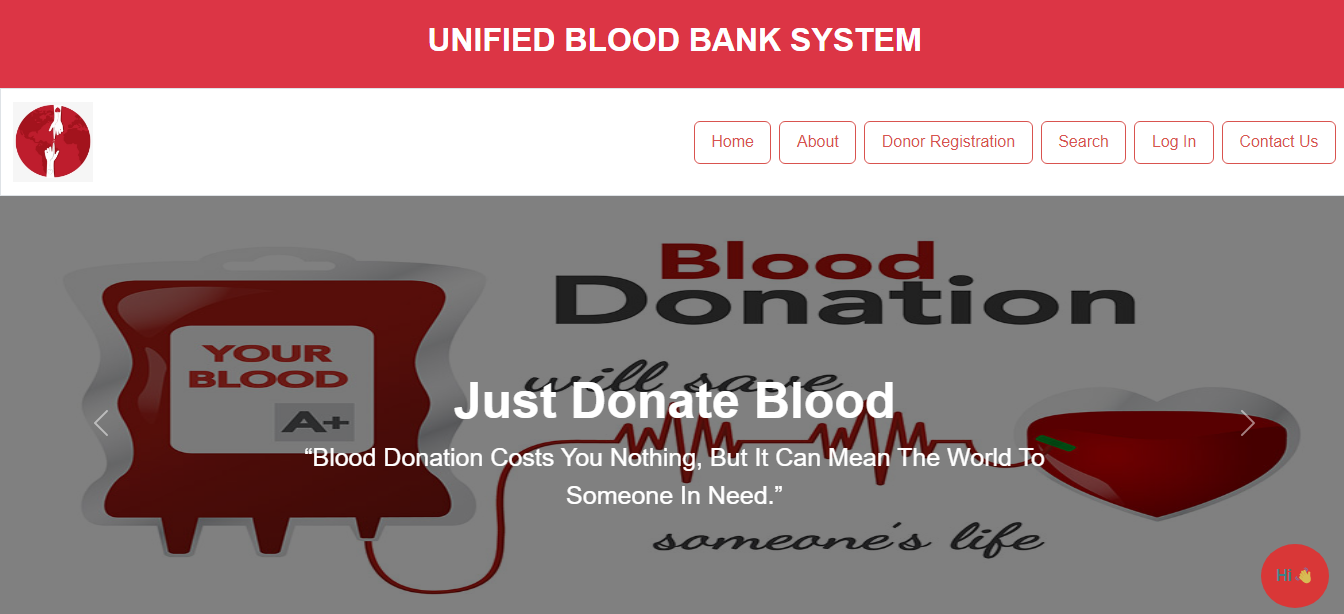 UNIFIED BLOOD BANK SYSTEM
Home About Donor Registration Search Log In Contact Us
Blood
Donation
YOUR
BLOOD
A+
will save
Just Donate Blood
“Blood Donation Costs You Nothing, But It Can Mean The World To
Someone In Need.”
someone's life
Hi 👋